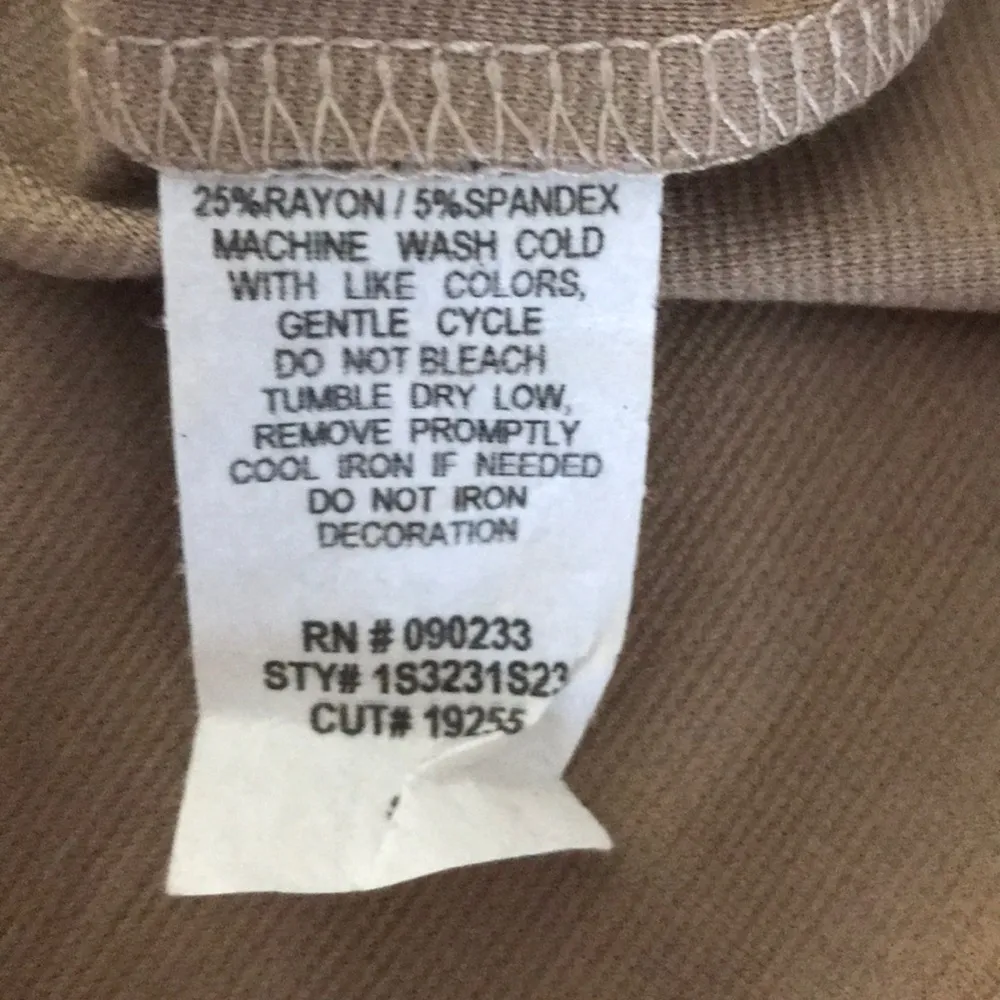 25%RAYON / 5%SPANDEX
MACHINE WASH COLD
WITH LIKE COLORS,
GENTLE CYCLE
DO NOT BLEACH
TUMBLE DRY LOW,
REMOVE PROMPTLY
COOL IRON IF NEEDED
DO NOT IRON
DECORATION
RN # 090233
STY# 1S3231S23
CUT# 19255